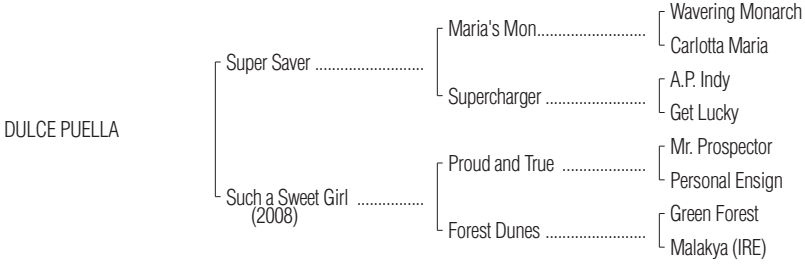 Wavering Monarch
Maria's Mon..........................
Carlotta Maria
Super Saver ..........................
A.P. Indy
Supercharger ........................
Get Lucky
DULCE PUELLA
Mr. Prospector
Proud and True ....................
Personal Ensign
Such a Sweet Girl ................
(2008)
Green Forest
Forest Dunes ........................
Malakya (IRE)